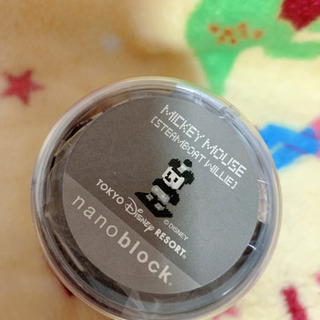 MICKEY MOUSE
[STEAMBOAT WILLIE]
© DISNEY
TOKYO Disney RESORT®
nanoblock®